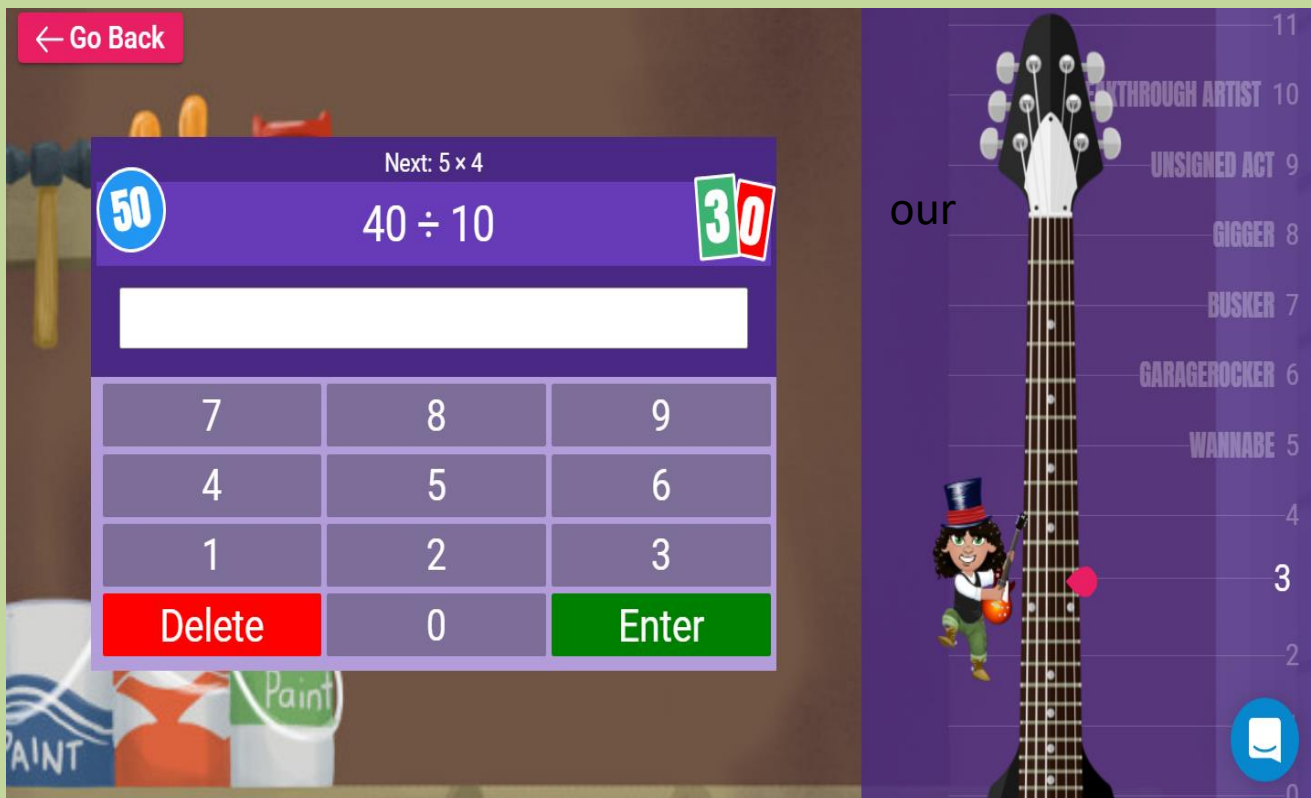 ← Go Back
Next: 5 × 4
50
40 ÷ 10
30
7 8 9
4 5 6
1 2 3
Delete 0 Enter
Paint
PAINT
our
11
THROUGH ARTIST 10
UNSIGNED ACT 9
GIGGER 8
BUSKER 7
GARAGEROCKER 6
WANNABE 5
4
3
2
0